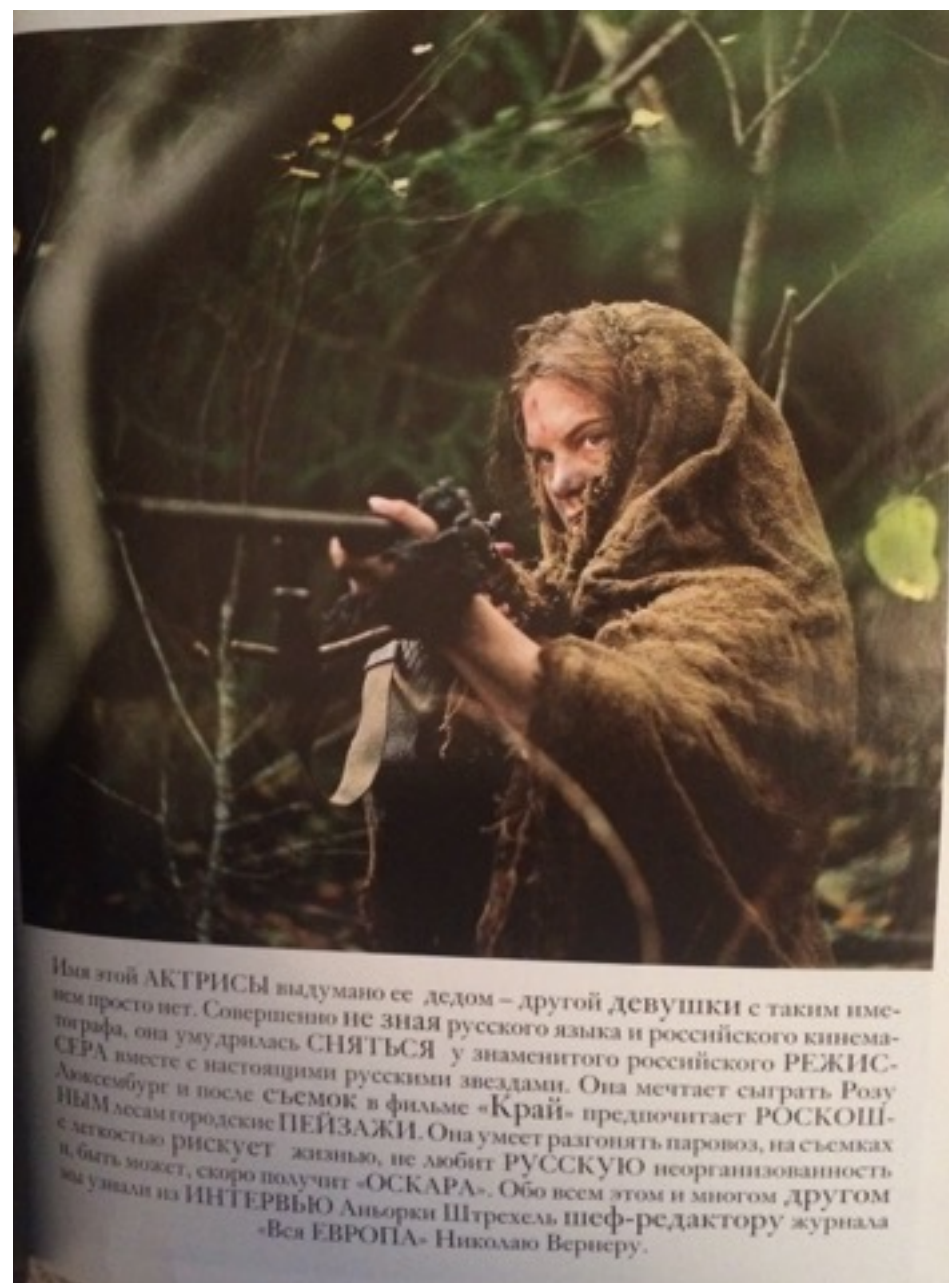 Имя этой АКТРИСЫ выдумано ее дедом – другой девушки с таким име-
нем просто нет. Совершенно не зная русского языка и российского кинема-
тографа, она умудрилась СНЯТЬСЯ у знаменитого российского РЕЖИС-
СЕРА вместе с настоящими русскими звездами. Она мечтает сыграть Розу
Люксембург и после съемок в фильме «Край» предпочитает РОСКОШ-
НЫМ лесам городские ПЕЙЗАЖИ. Она умеет разгонять паровоз, на съемках
с легкостью рискует жизнью, не любит РУССКУЮ неорганизованность
и, быть может, скоро получит «ОСКАРА». Обо всем этом и многом другом
мы узнали из ИНТЕРВЬЮ Аньорки Штрехель шеф-редактору журнала
«Вся ЕВРОПА» Николаю Вернеру.